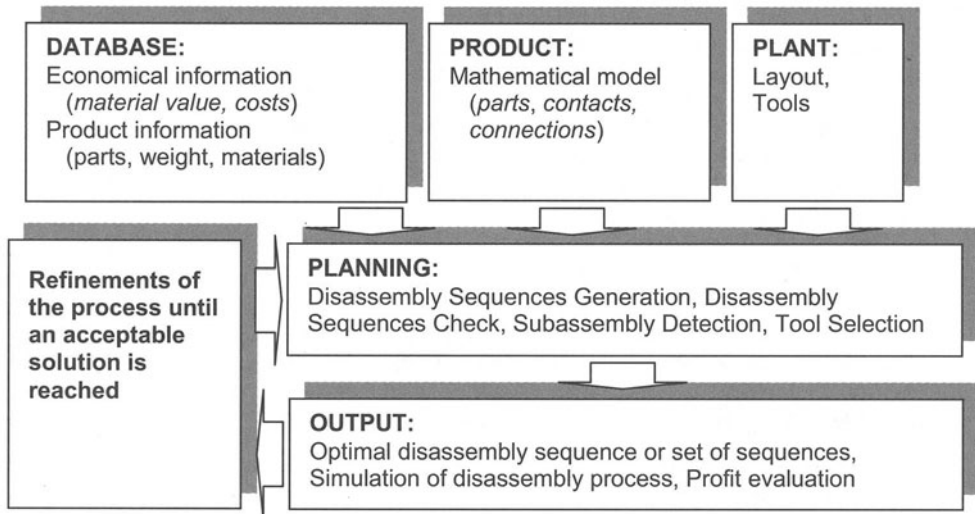 DATABASE:
Economical information
(material value, costs)
Product information
(parts, weight, materials)
PRODUCT:
Mathematical model
(parts, contacts,
connections)
PLANT:
Layout,
Tools
Refinements of
the process until
an acceptable
solution is
reached
PLANNING:
Disassembly Sequences Generation, Disassembly
Sequences Check, Subassembly Detection, Tool Selection
OUTPUT:
Optimal disassembly sequence or set of sequences,
Simulation of disassembly process, Profit evaluation